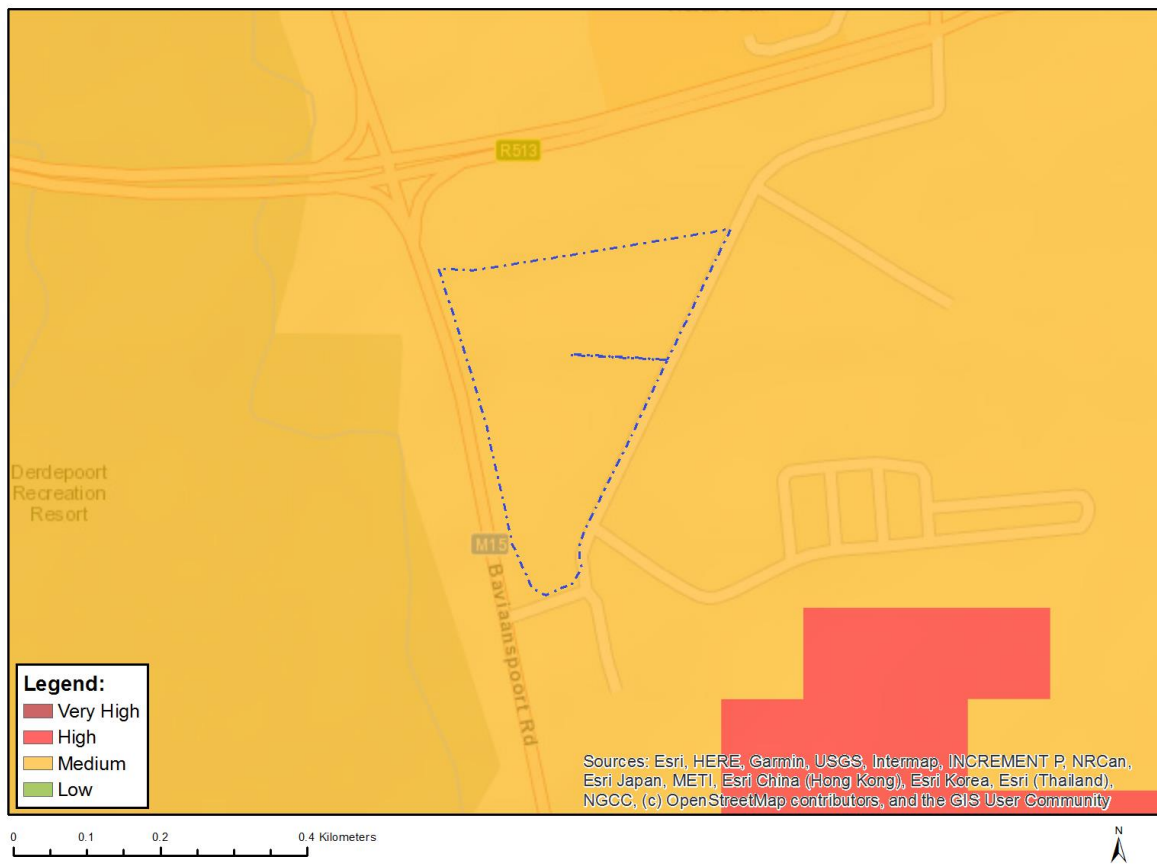 R513
Derdepoort
Recreation
Resort
M15
Baviaanspoort Rd
Legend:
Very High
High
Medium
Low
Sources: Esri, HERE, Garmin, USGS, Intermap, INCREMENT P, NRCan,
Esri Japan, METI, Esri China (Hong Kong), Esri Korea, Esri (Thailand),
NGCC, (c) OpenStreetMap contributors, and the GIS User Community
0 0.1 0.2 0.4 Kilometers
N